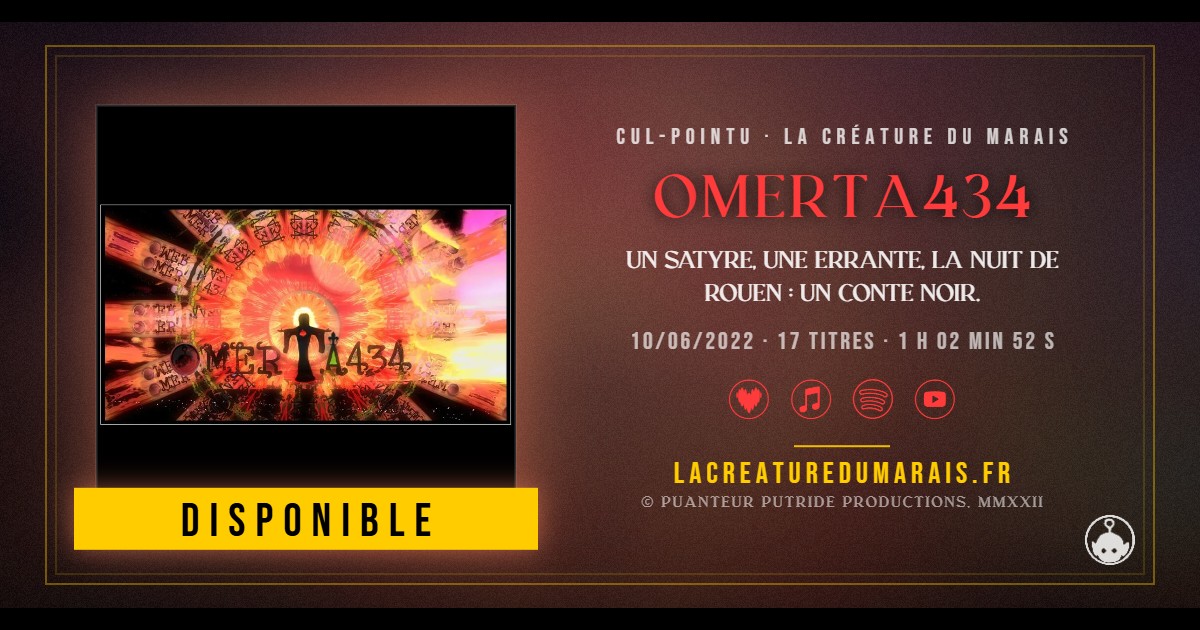 CUL-POINTU · LA CRÉATURE DU MARAIS
OMERTA434
UN SATYRE, UNE ERRANTE, LA NUIT DE
ROUEN : UN CONTE NOIR.
10/06/2022 · 17 TITRES · 1 H 02 MIN 52 S
OMERTA434
DISPONIBLE
LACREATUREDUMARAIS.FR
© PUANTEUR PUTRIDE PRODUCTIONS, MMXXII